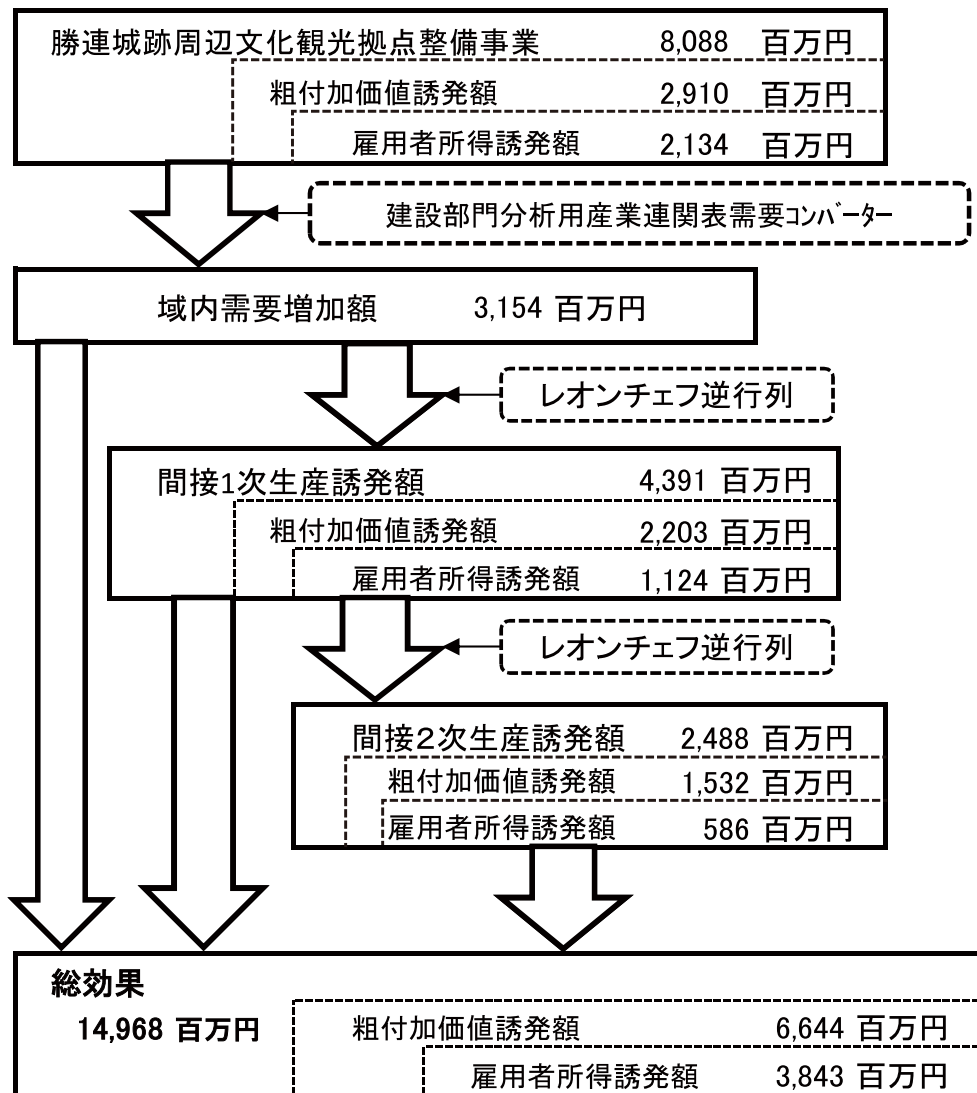 勝連城跡周辺文化観光拠点整備事業 8,088 百万円
粗付加価値誘発額 2,910 百万円
雇用者所得誘発額 2,134 百万円
建設部門分析用産業連関表需要ｺﾝﾊﾞｰﾀｰ
域内需要増加額 3,154 百万円
レオンチェフ逆行列
間接1次生産誘発額 4,391 百万円
粗付加価値誘発額 2,203 百万円
雇用者所得誘発額 1,124 百万円
レオンチェフ逆行列
間接２次生産誘発額 2,488 百万円
粗付加価値誘発額 1,532 百万円
雇用者所得誘発額 586 百万円
総効果
14,968 百万円 粗付加価値誘発額 6,644 百万円
雇用者所得誘発額 3,843 百万円